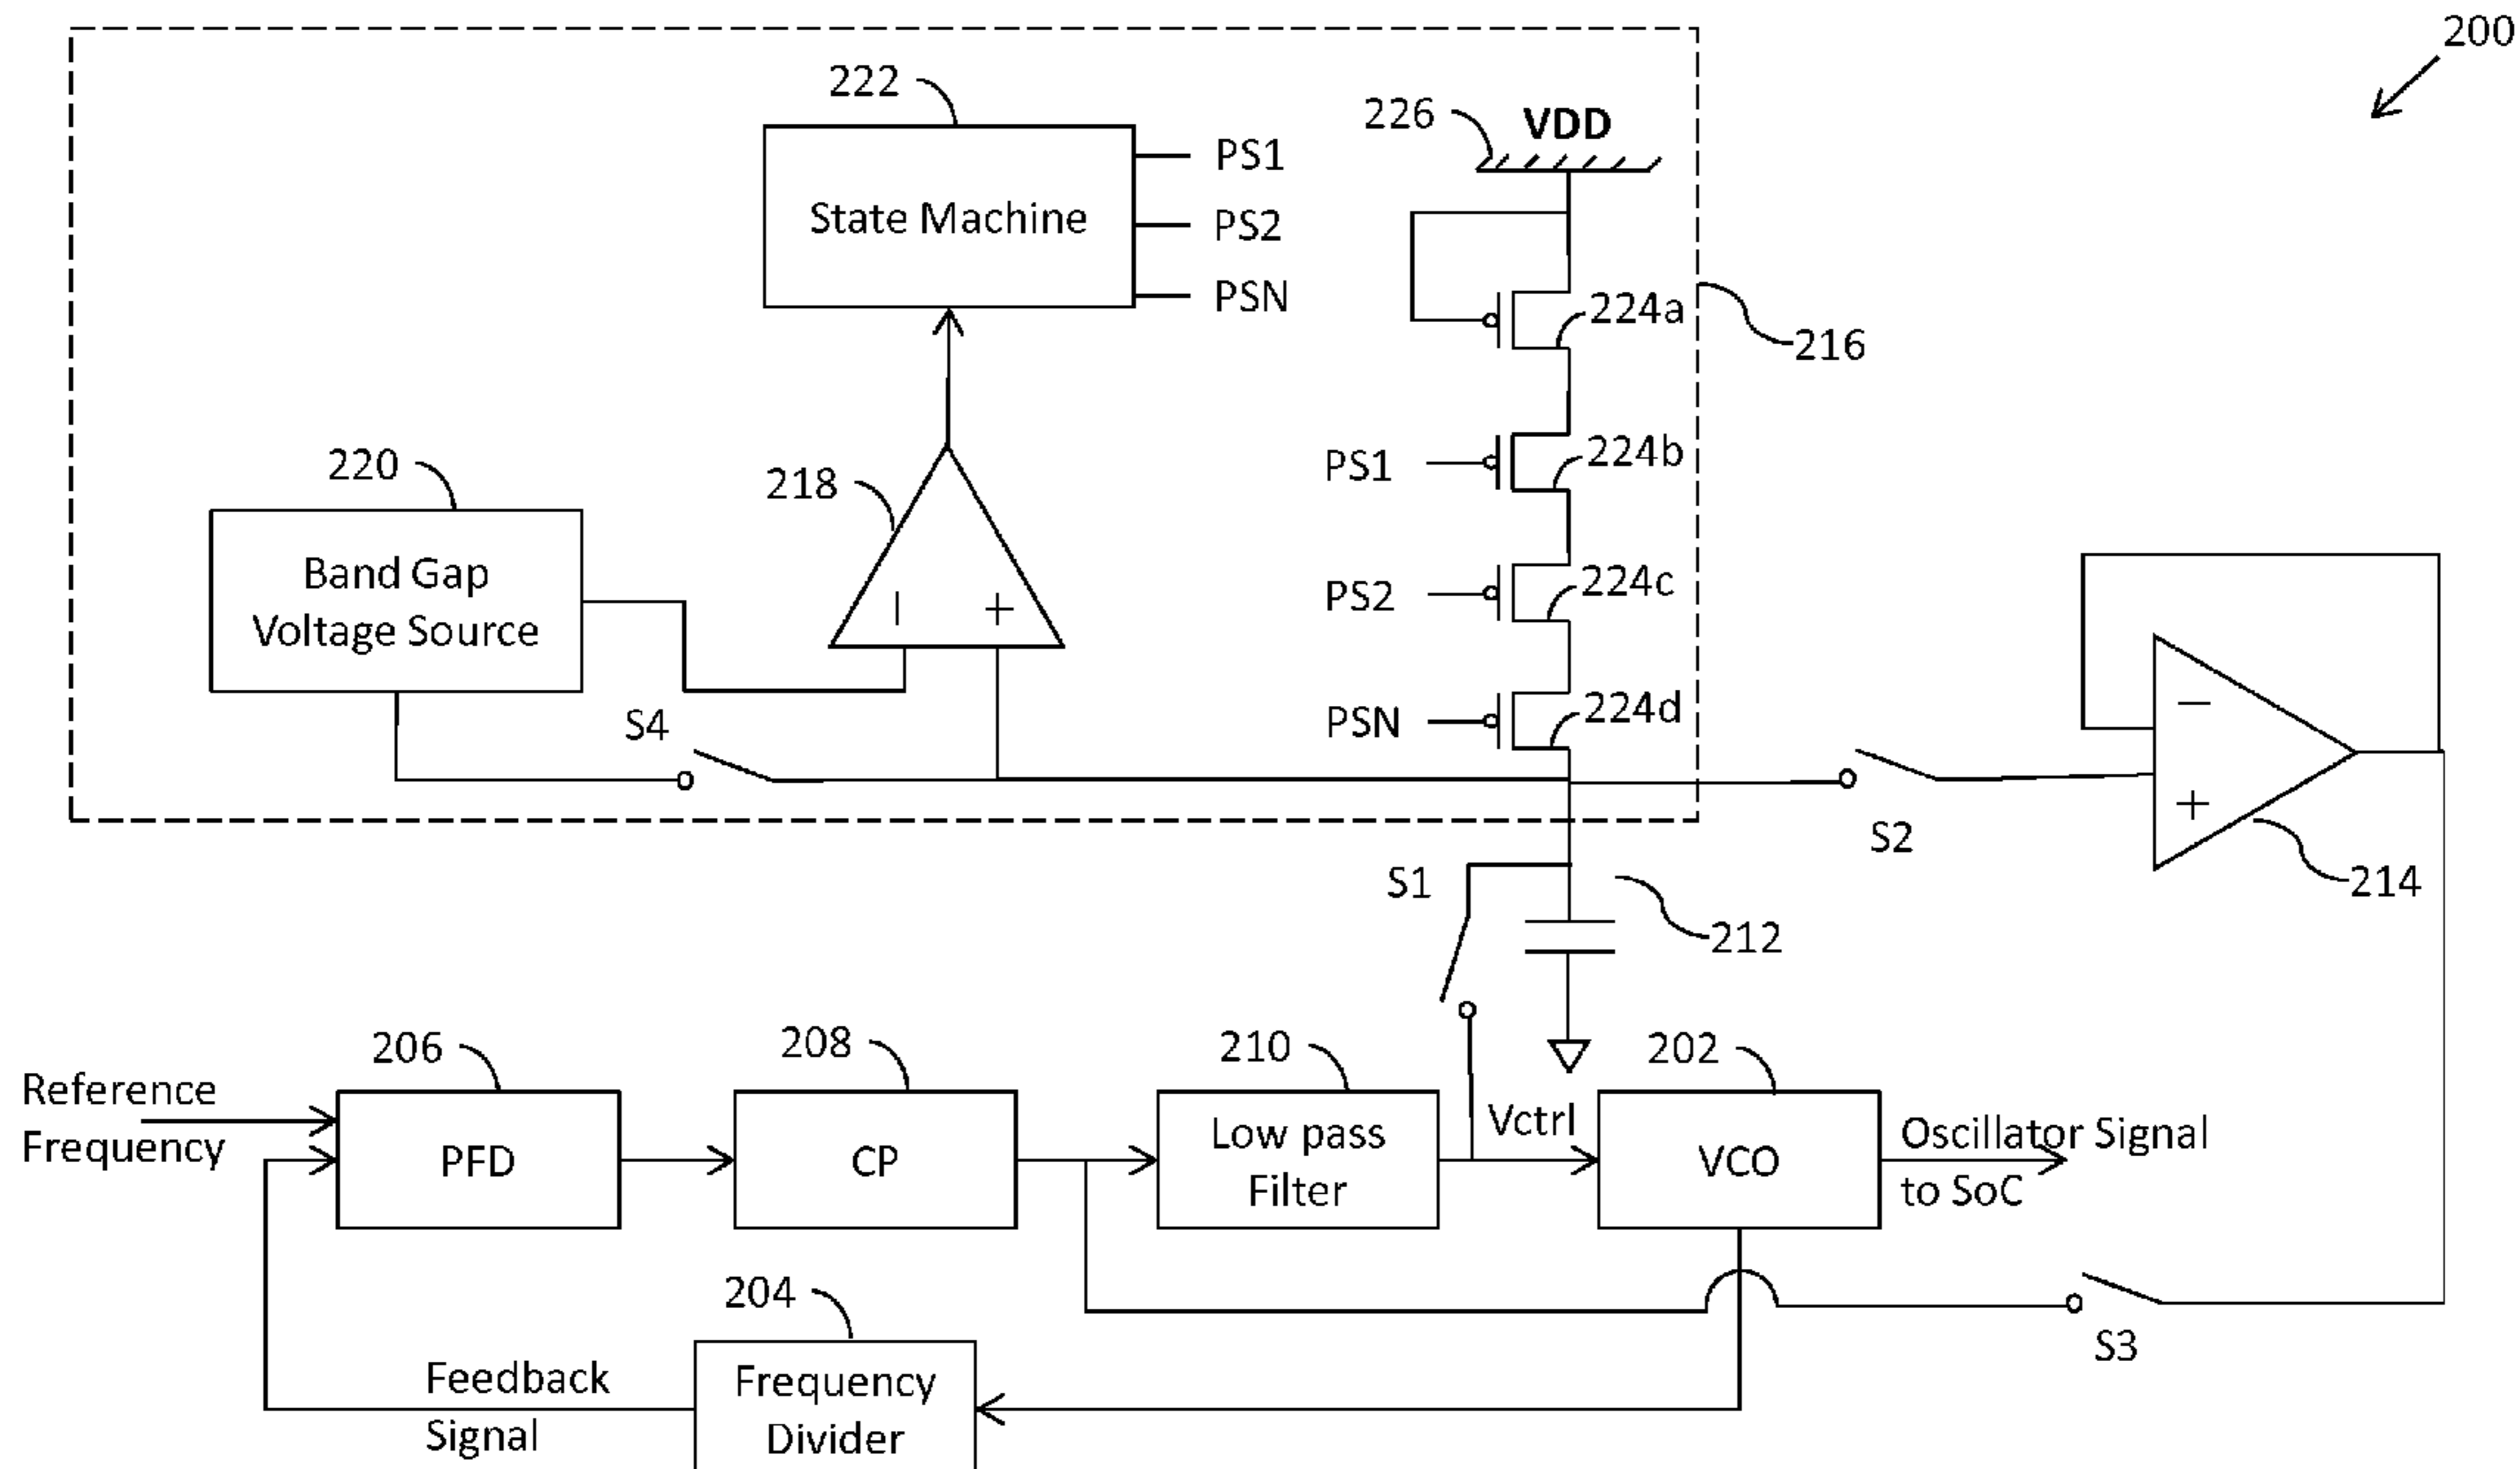 200
222
226
VDD
State Machine
PS1
PS2
PSN
224a
216
220
218
PS1
224b
Band Gap
Voltage Source
PS2
224c
S4
PSN
224d
S2
214
S1
212
206
208
210
202
Reference
Frequency
PFD
CP
Low pass
Filter
Vctrl
VCO
Oscillator Signal
to SoC
204
S3
Feedback
Signal
Frequency
Divider